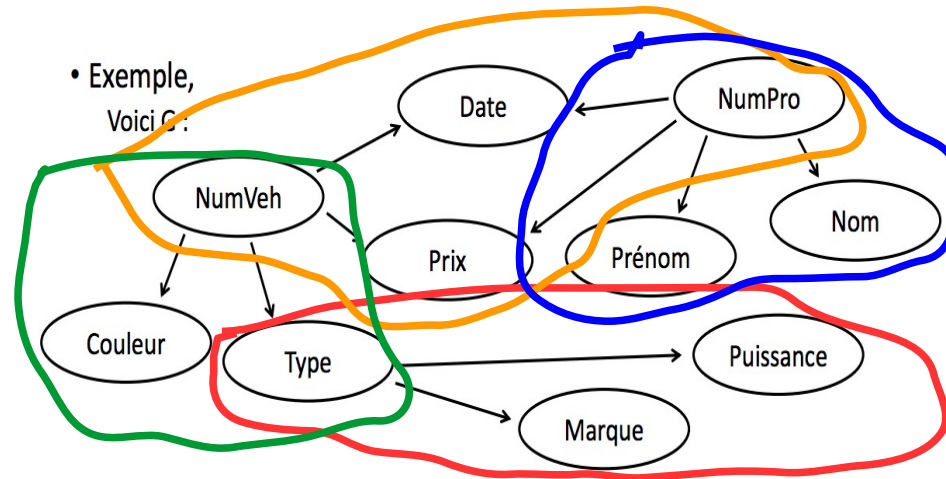 • Exemple,
Voici G :
Date
NumPro
NumVeh
Nom
Prix
Prénom
Couleur
Type
Puissance
Marque